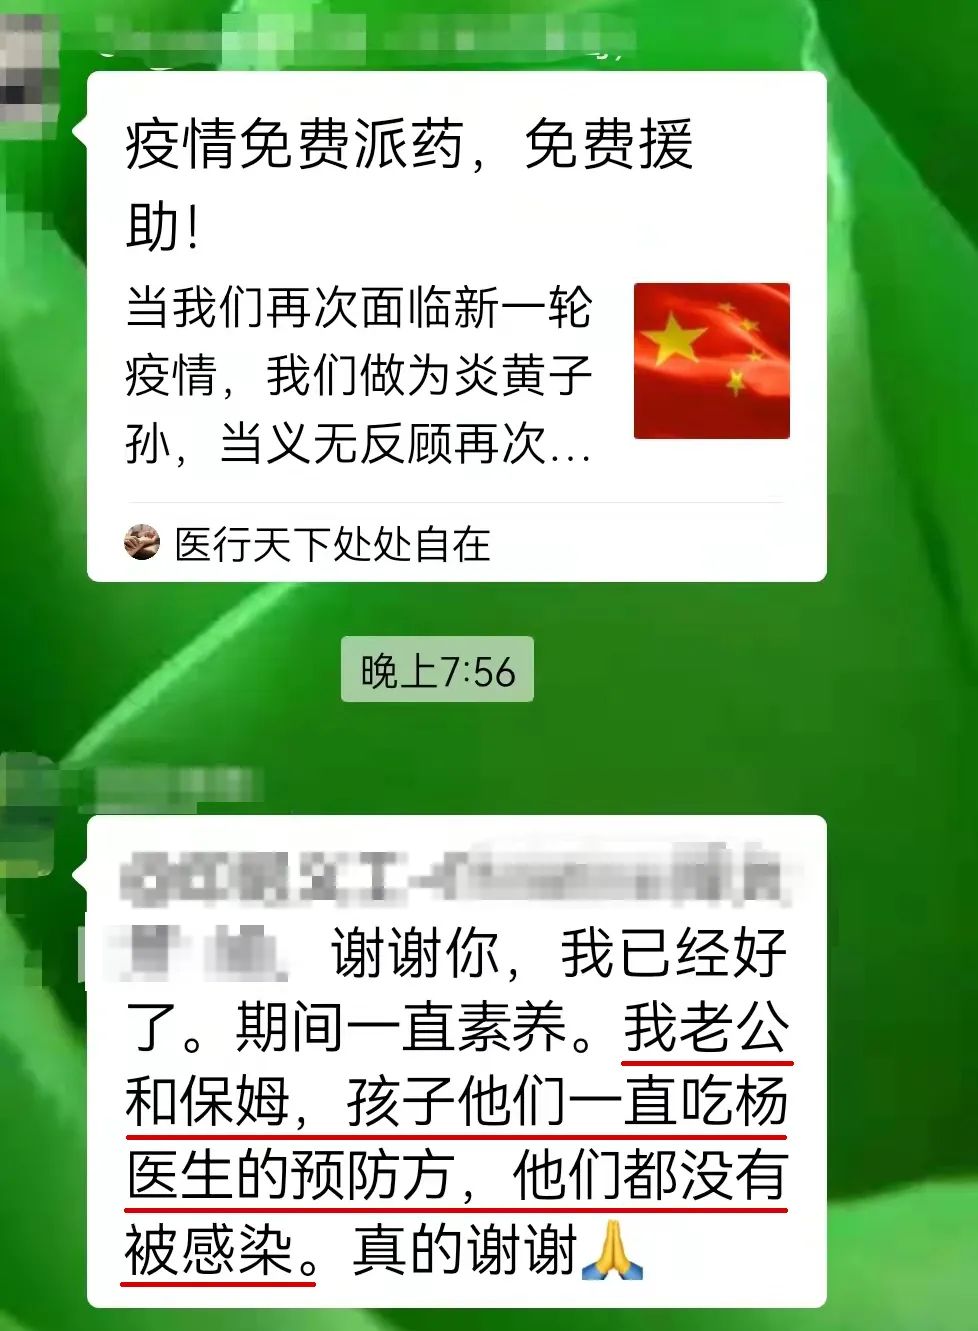 疫情免费派药，免费援
助！
当我们再次面临新一轮
疫情，我们做为炎黄子
孙，当义无反顾再次...
医行天下处处自在
晚上7:56
谢谢你，我已经好
了。期间一直素养。我老公
和保姆，孩子他们一直吃杨
医生的预防方，他们都没有
被感染。真的谢谢🙏